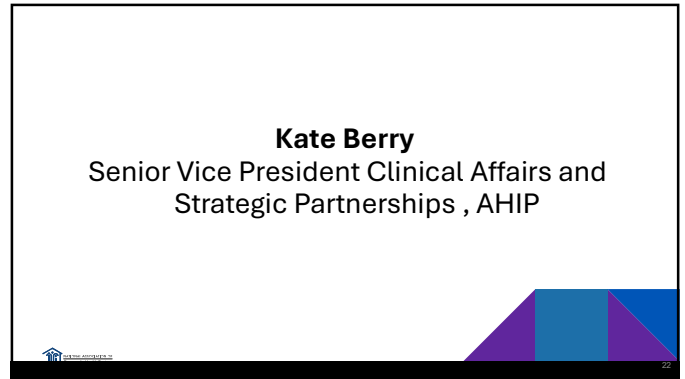 Kate Berry
Senior Vice President Clinical Affairs and
Strategic Partnerships , AHIP
22